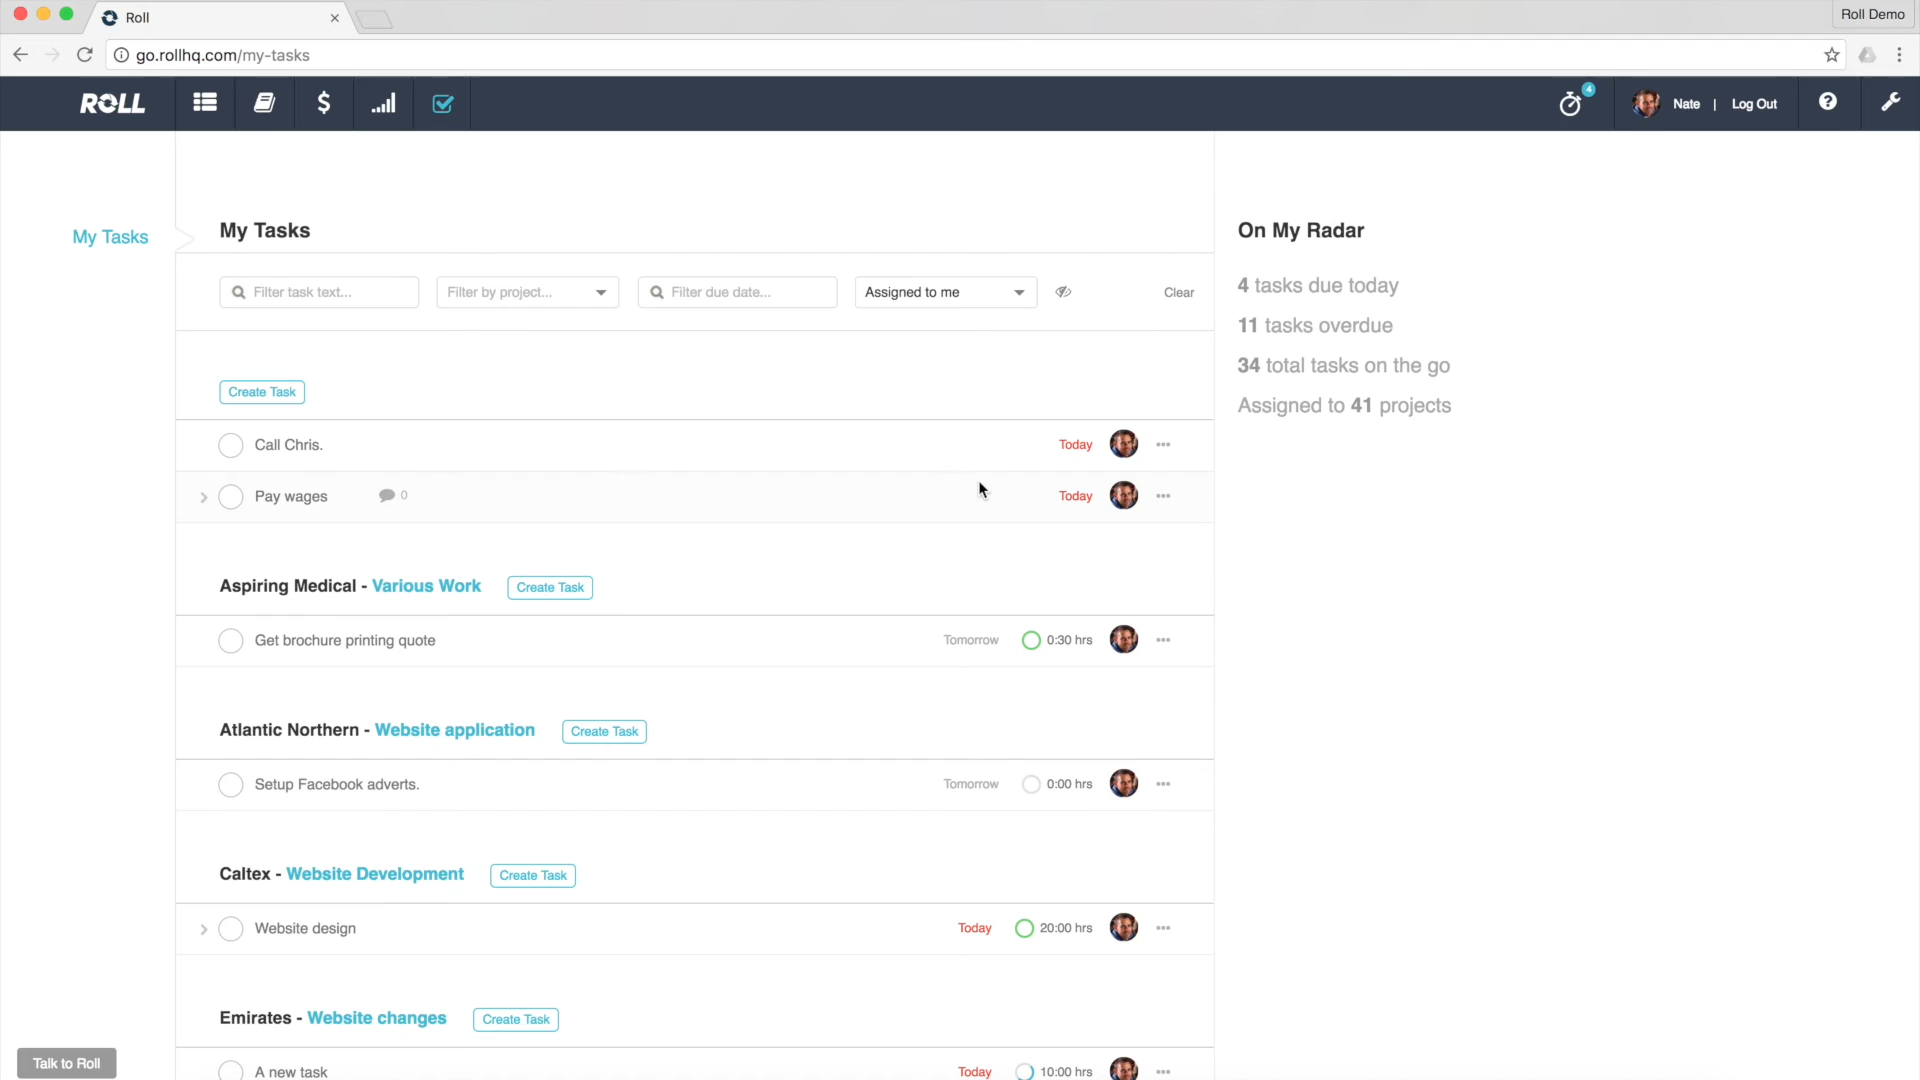 Roll
Roll Demo
go.rollhq.com/my-tasks
ROLL
$
4
Nate | Log Out
?
My Tasks
My Tasks
Filter task text...
Filter by project...
Filter due date...
Assigned to me
Clear
Create Task
Call Chris.
Today
Pay wages
0
Today
Aspiring Medical - Various Work
Create Task
Get brochure printing quote
Tomorrow
0:30 hrs
Atlantic Northern - Website application
Create Task
Setup Facebook adverts.
Tomorrow
0:00 hrs
Caltex - Website Development
Create Task
Website design
Today
20:00 hrs
Emirates - Website changes
Create Task
A new task
Today
10:00 hrs
On My Radar
4 tasks due today
11 tasks overdue
34 total tasks on the go
Assigned to 41 projects
Talk to Roll